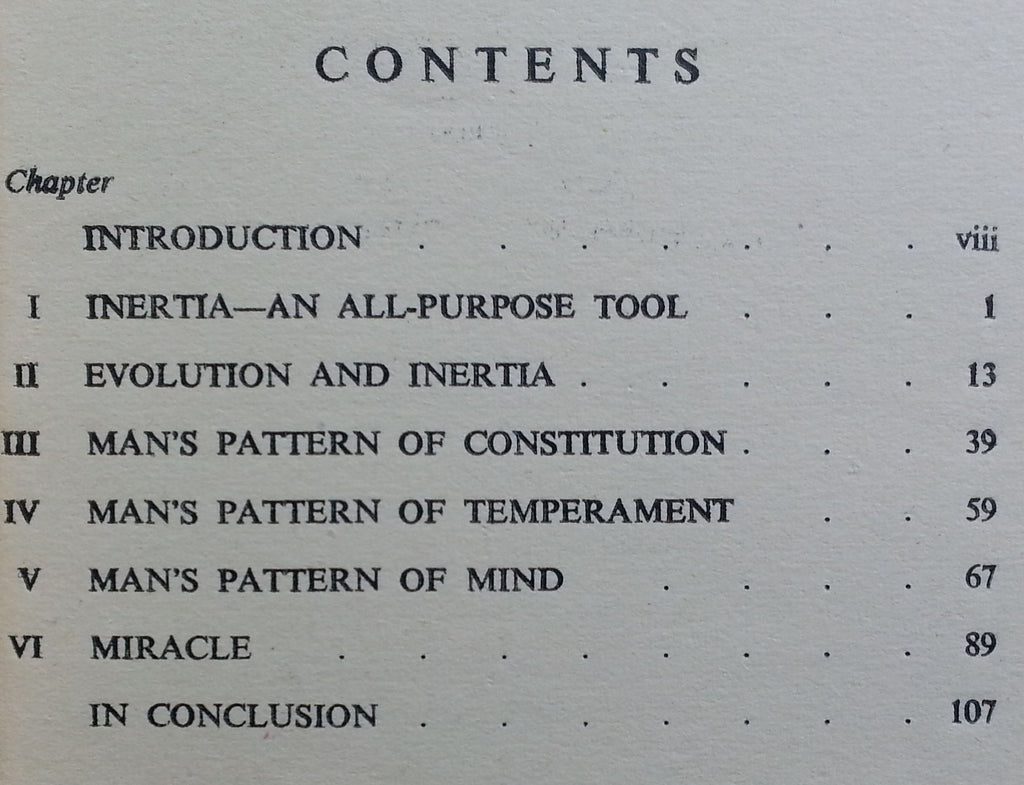 CONTENTS
Chapter
INTRODUCTION . . . . . . . viii
I INERTIA—AN ALL-PURPOSE TOOL . . . 1
II EVOLUTION AND INERTIA . . . . . 13
III MAN'S PATTERN OF CONSTITUTION . . . 39
IV MAN'S PATTERN OF TEMPERAMENT . . 59
V MAN'S PATTERN OF MIND . . . . 67
VI MIRACLE . . . . . . . . 89
IN CONCLUSION . . . . . . . 107